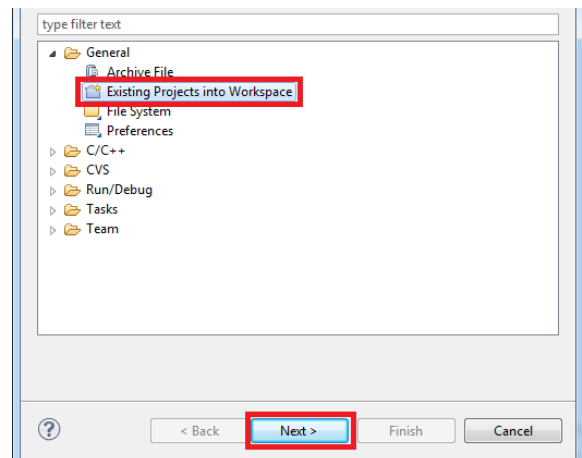 type filter text
General
Archive File
Existing Projects into Workspace
File System
Preferences
C/C++
CVS
Run/Debug
Tasks
Team
? < Back Next > Finish Cancel